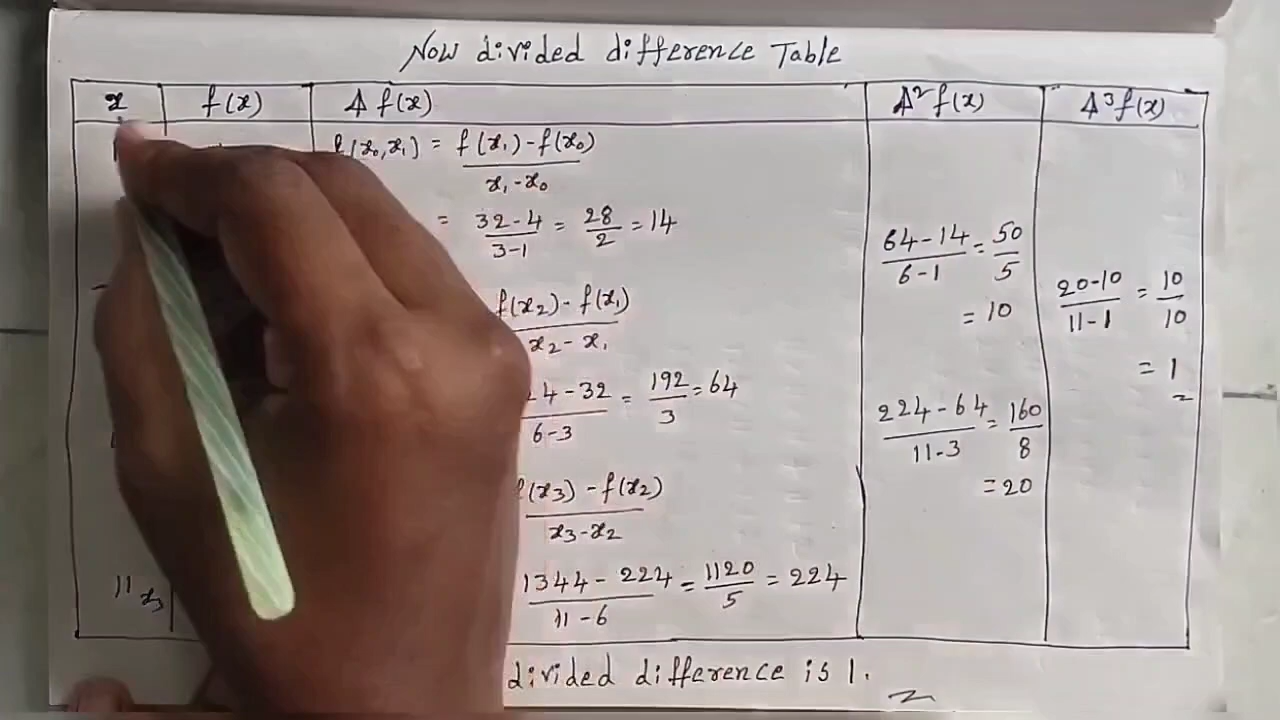 Now divided difference Table
x f(x) Δ f(x) Δ²f(x) Δ³f(x)
f(x₀,x₁) = f(x₁)-f(x₀) / x₁-x₀
= 32-4 / 3-1 = 28 / 2 = 14
64-14 / 6-1 = 50 / 5
= 10
20-10 / 11-1 = 10 / 10
= 1
f(x₂) - f(x₁) / x₂ - x₁
4-32 / 6-3 = 192 / 3 = 64
224-64 / 11-3 = 160 / 8
= 20
f(x₃) - f(x₂) / x₃-x₂
11 x₃ 1344 - 224 / 11-6 = 1120 / 5 = 224
divided difference is 1.